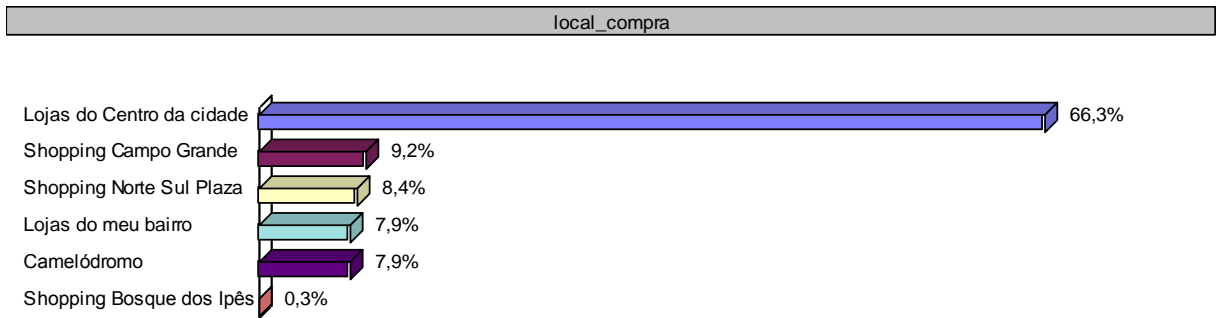 local_compra
Lojas do Centro da cidade 66,3%
Shopping Campo Grande 9,2%
Shopping Norte Sul Plaza 8,4%
Lojas do meu bairro 7,9%
Camelódromo 7,9%
Shopping Bosque dos Ipês 0,3%